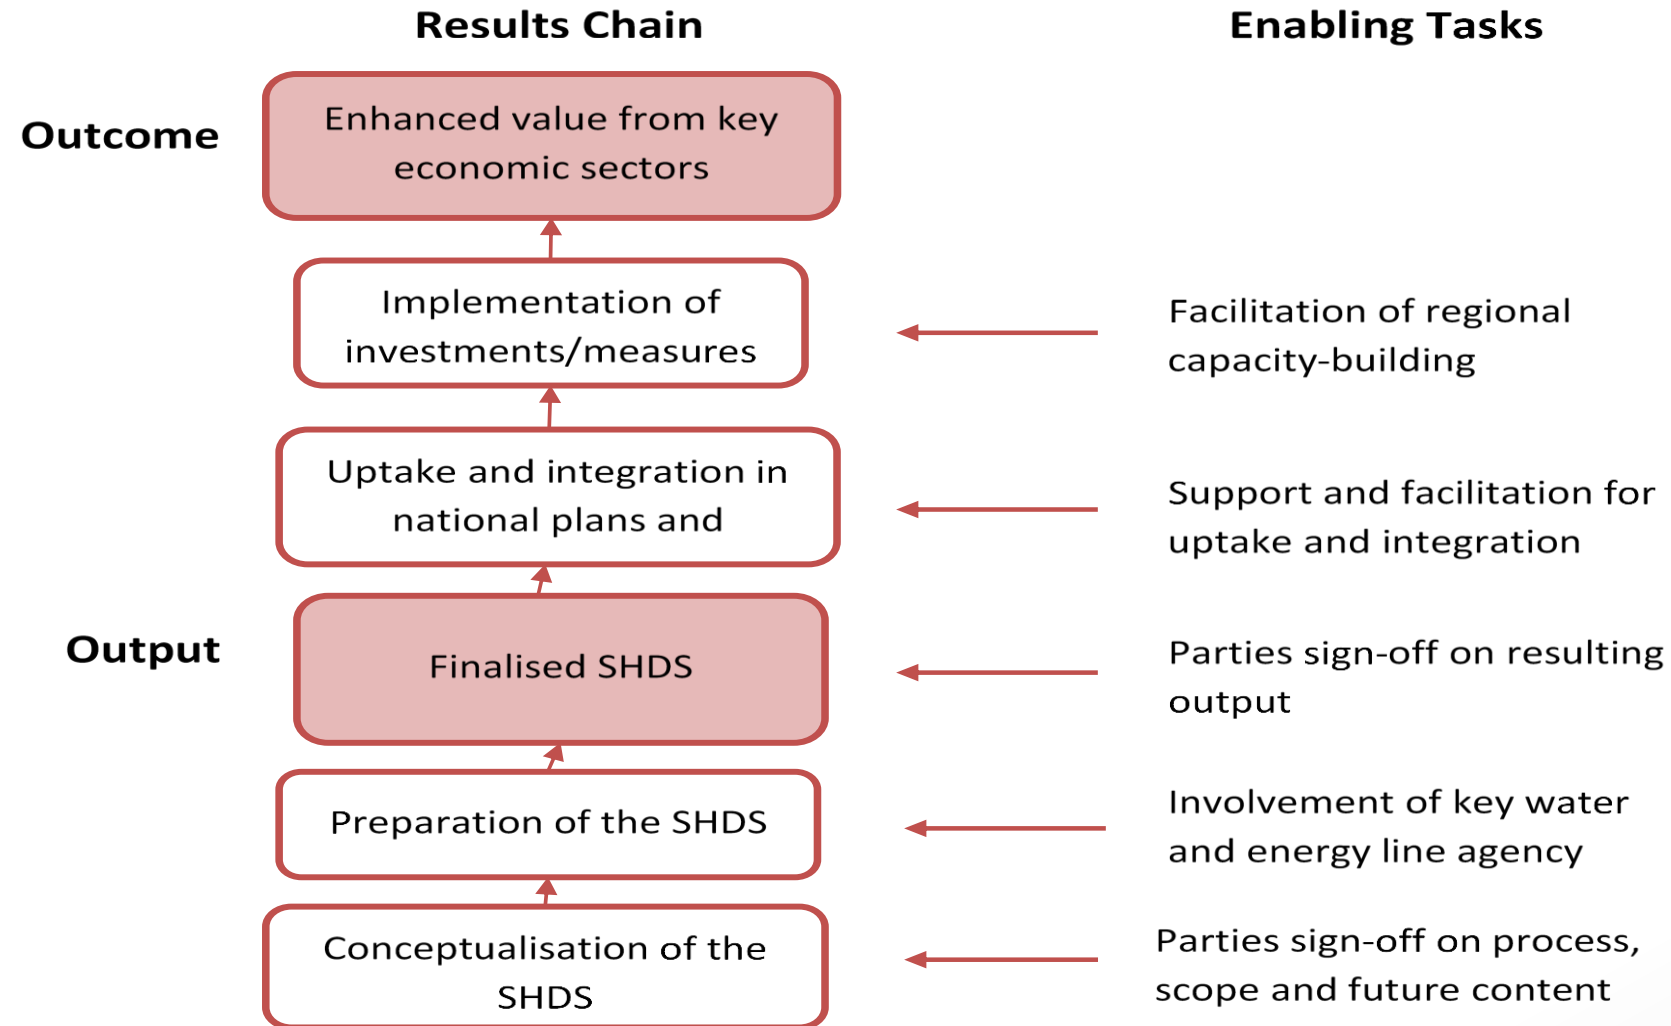 Results Chain
Enabling Tasks
Outcome
Enhanced value from key
economic sectors
Implementation of
investments/measures
Facilitation of regional
capacity-building
Uptake and integration in
national plans and
Support and facilitation for
uptake and integration
Output
Finalised SHDS
Parties sign-off on resulting
output
Preparation of the SHDS
Involvement of key water
and energy line agency
Conceptualisation of the
SHDS
Parties sign-off on process,
scope and future content